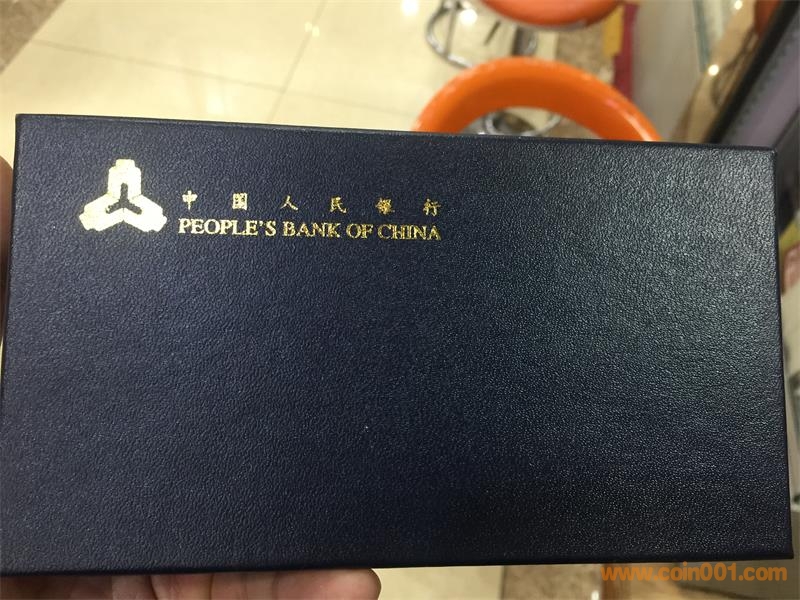 中国人民银行
PEOPLE'S BANK OF CHINA
www.coin001.com